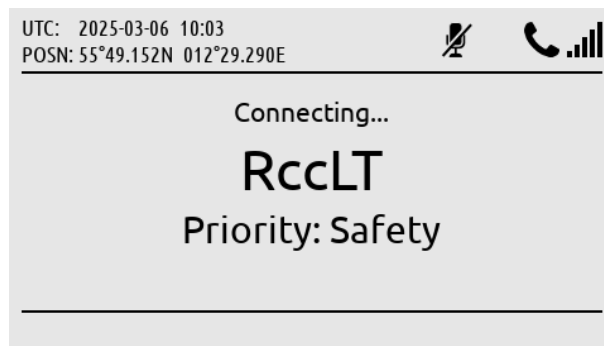 UTC: 2025-03-06 10:03
POSN: 55°49.152N 012°29.290E
Connecting...
RccLT
Priority: Safety